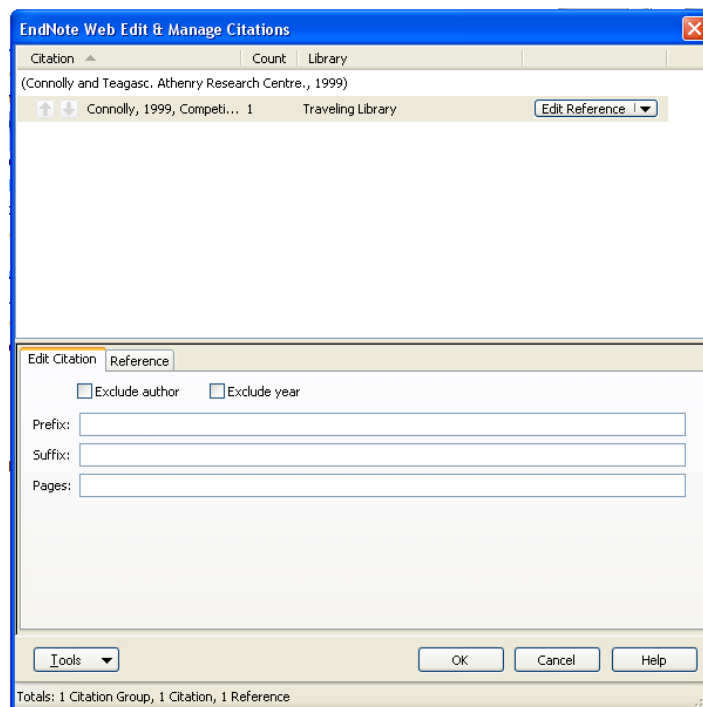 EndNote Web Edit & Manage Citations
Citation Count Library
(Connolly and Teagasc. Athenry Research Centre., 1999)
Connolly, 1999, Competi... 1 Traveling Library Edit Reference
Edit Citation Reference
Exclude author Exclude year
Prefix:
Suffix:
Pages:
Tools OK Cancel Help
Totals: 1 Citation Group, 1 Citation, 1 Reference